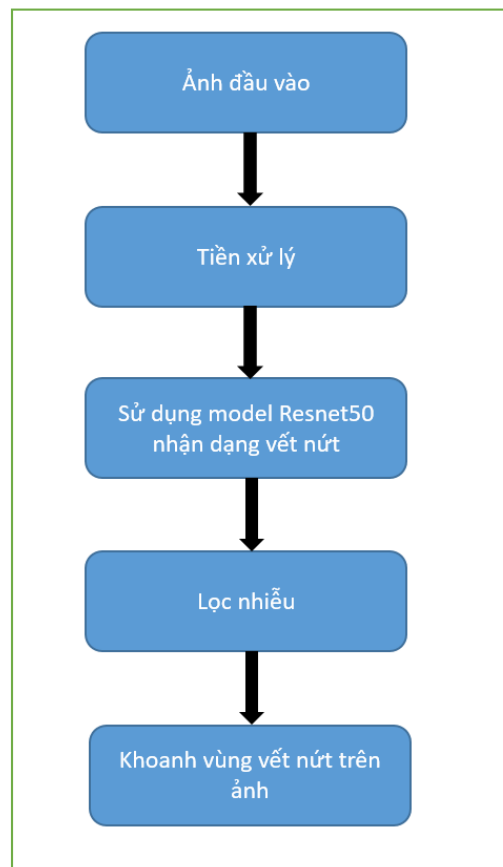 Ảnh đầu vào
Tiền xử lý
Sử dụng model Resnet50
nhận dạng vết nứt
Lọc nhiễu
Khoanh vùng vết nứt trên
ảnh